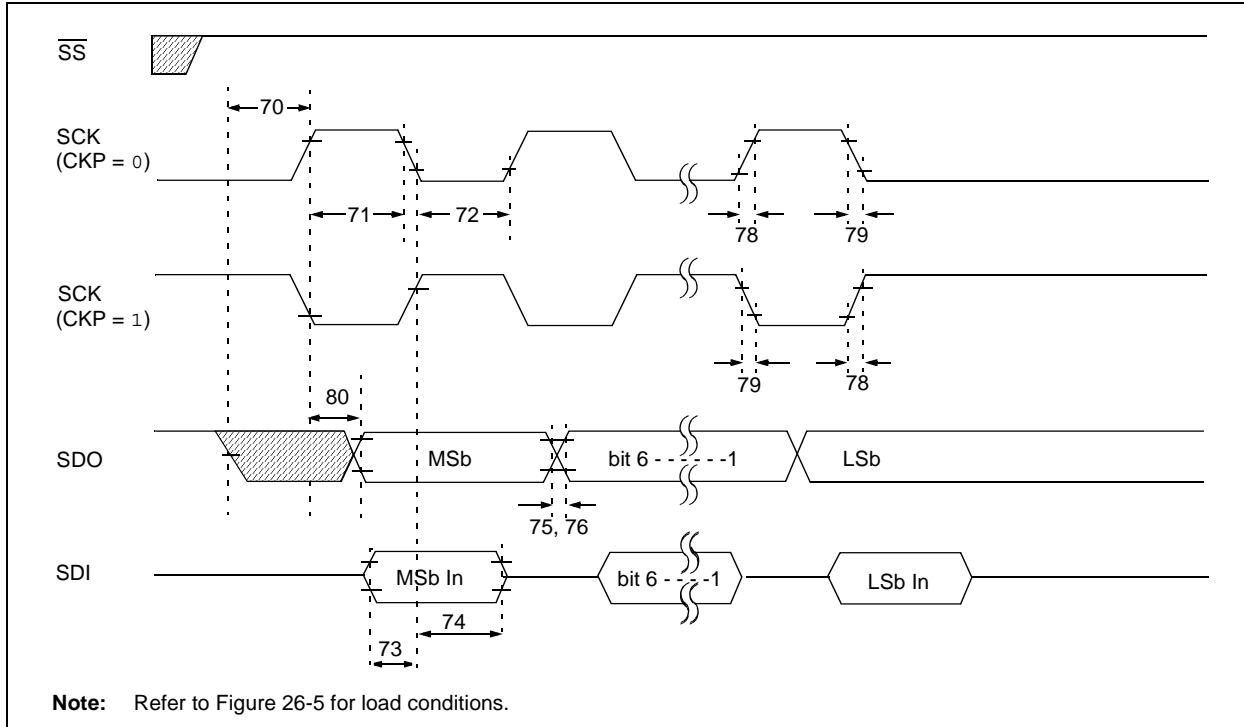 SS
70
SCK
(CKP = 0)
71
72
78
79
SCK
(CKP = 1)
79
78
80
SDO
MSb
bit 6 - - - - - -1
LSb
75, 76
SDI
MSb In
bit 6 - - - - -1
LSb In
74
73
Note: Refer to Figure 26-5 for load conditions.